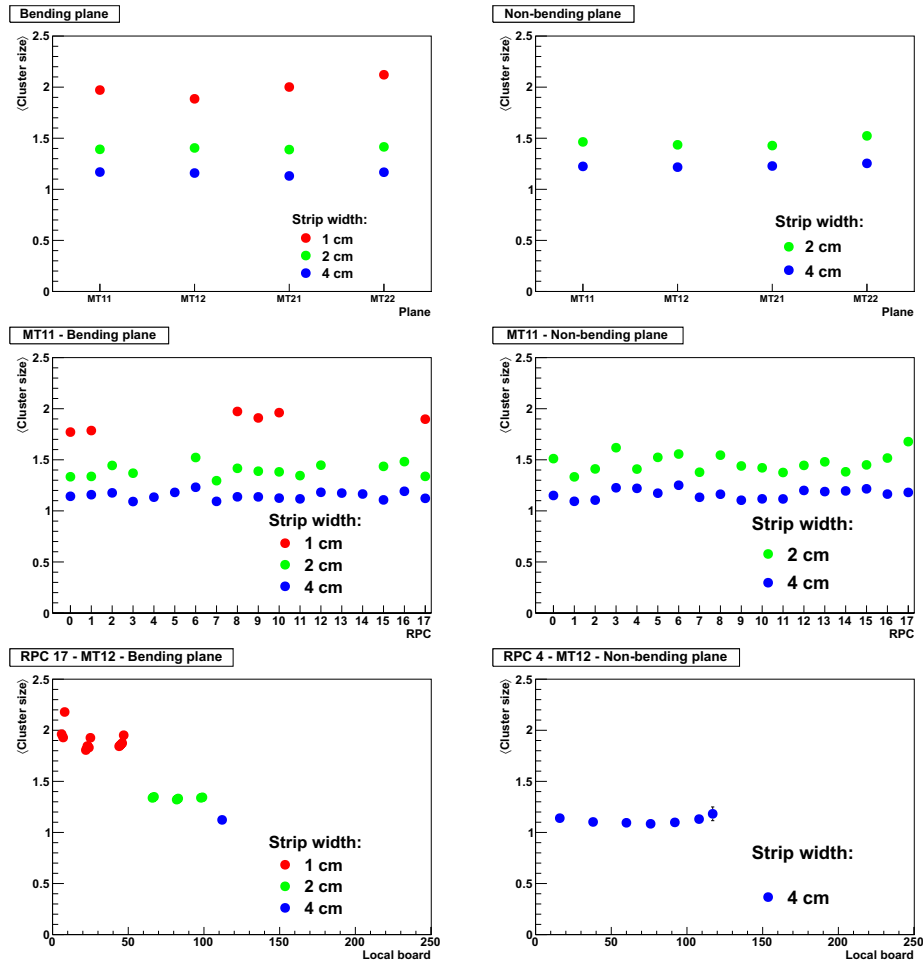 Bending plane
⟨Cluster size⟩
2.5
2
1.5
1
0.5
0
Strip width:
1 cm
2 cm
4 cm
MT11 MT12 MT21 MT22
Plane
Non-bending plane
⟨Cluster size⟩
2.5
2
1.5
1
0.5
0
Strip width:
2 cm
4 cm
MT11 MT12 MT21 MT22
Plane
MT11 - Bending plane
⟨Cluster size⟩
2.5
2
1.5
1
0.5
0
Strip width:
1 cm
2 cm
4 cm
0 1 2 3 4 5 6 7 8 9 10 11 12 13 14 15 16 17
RPC
MT11 - Non-bending plane
⟨Cluster size⟩
2.5
2
1.5
1
0.5
0
Strip width:
2 cm
4 cm
0 1 2 3 4 5 6 7 8 9 10 11 12 13 14 15 16 17
RPC
RPC 17 - MT12 - Bending plane
⟨Cluster size⟩
2.5
2
1.5
1
0.5
0
Strip width:
1 cm
2 cm
4 cm
0 50 100 150 200 250
Local board
RPC 4 - MT12 - Non-bending plane
⟨Cluster size⟩
2.5
2
1.5
1
0.5
0
Strip width:
4 cm
0 50 100 150 200 250
Local board